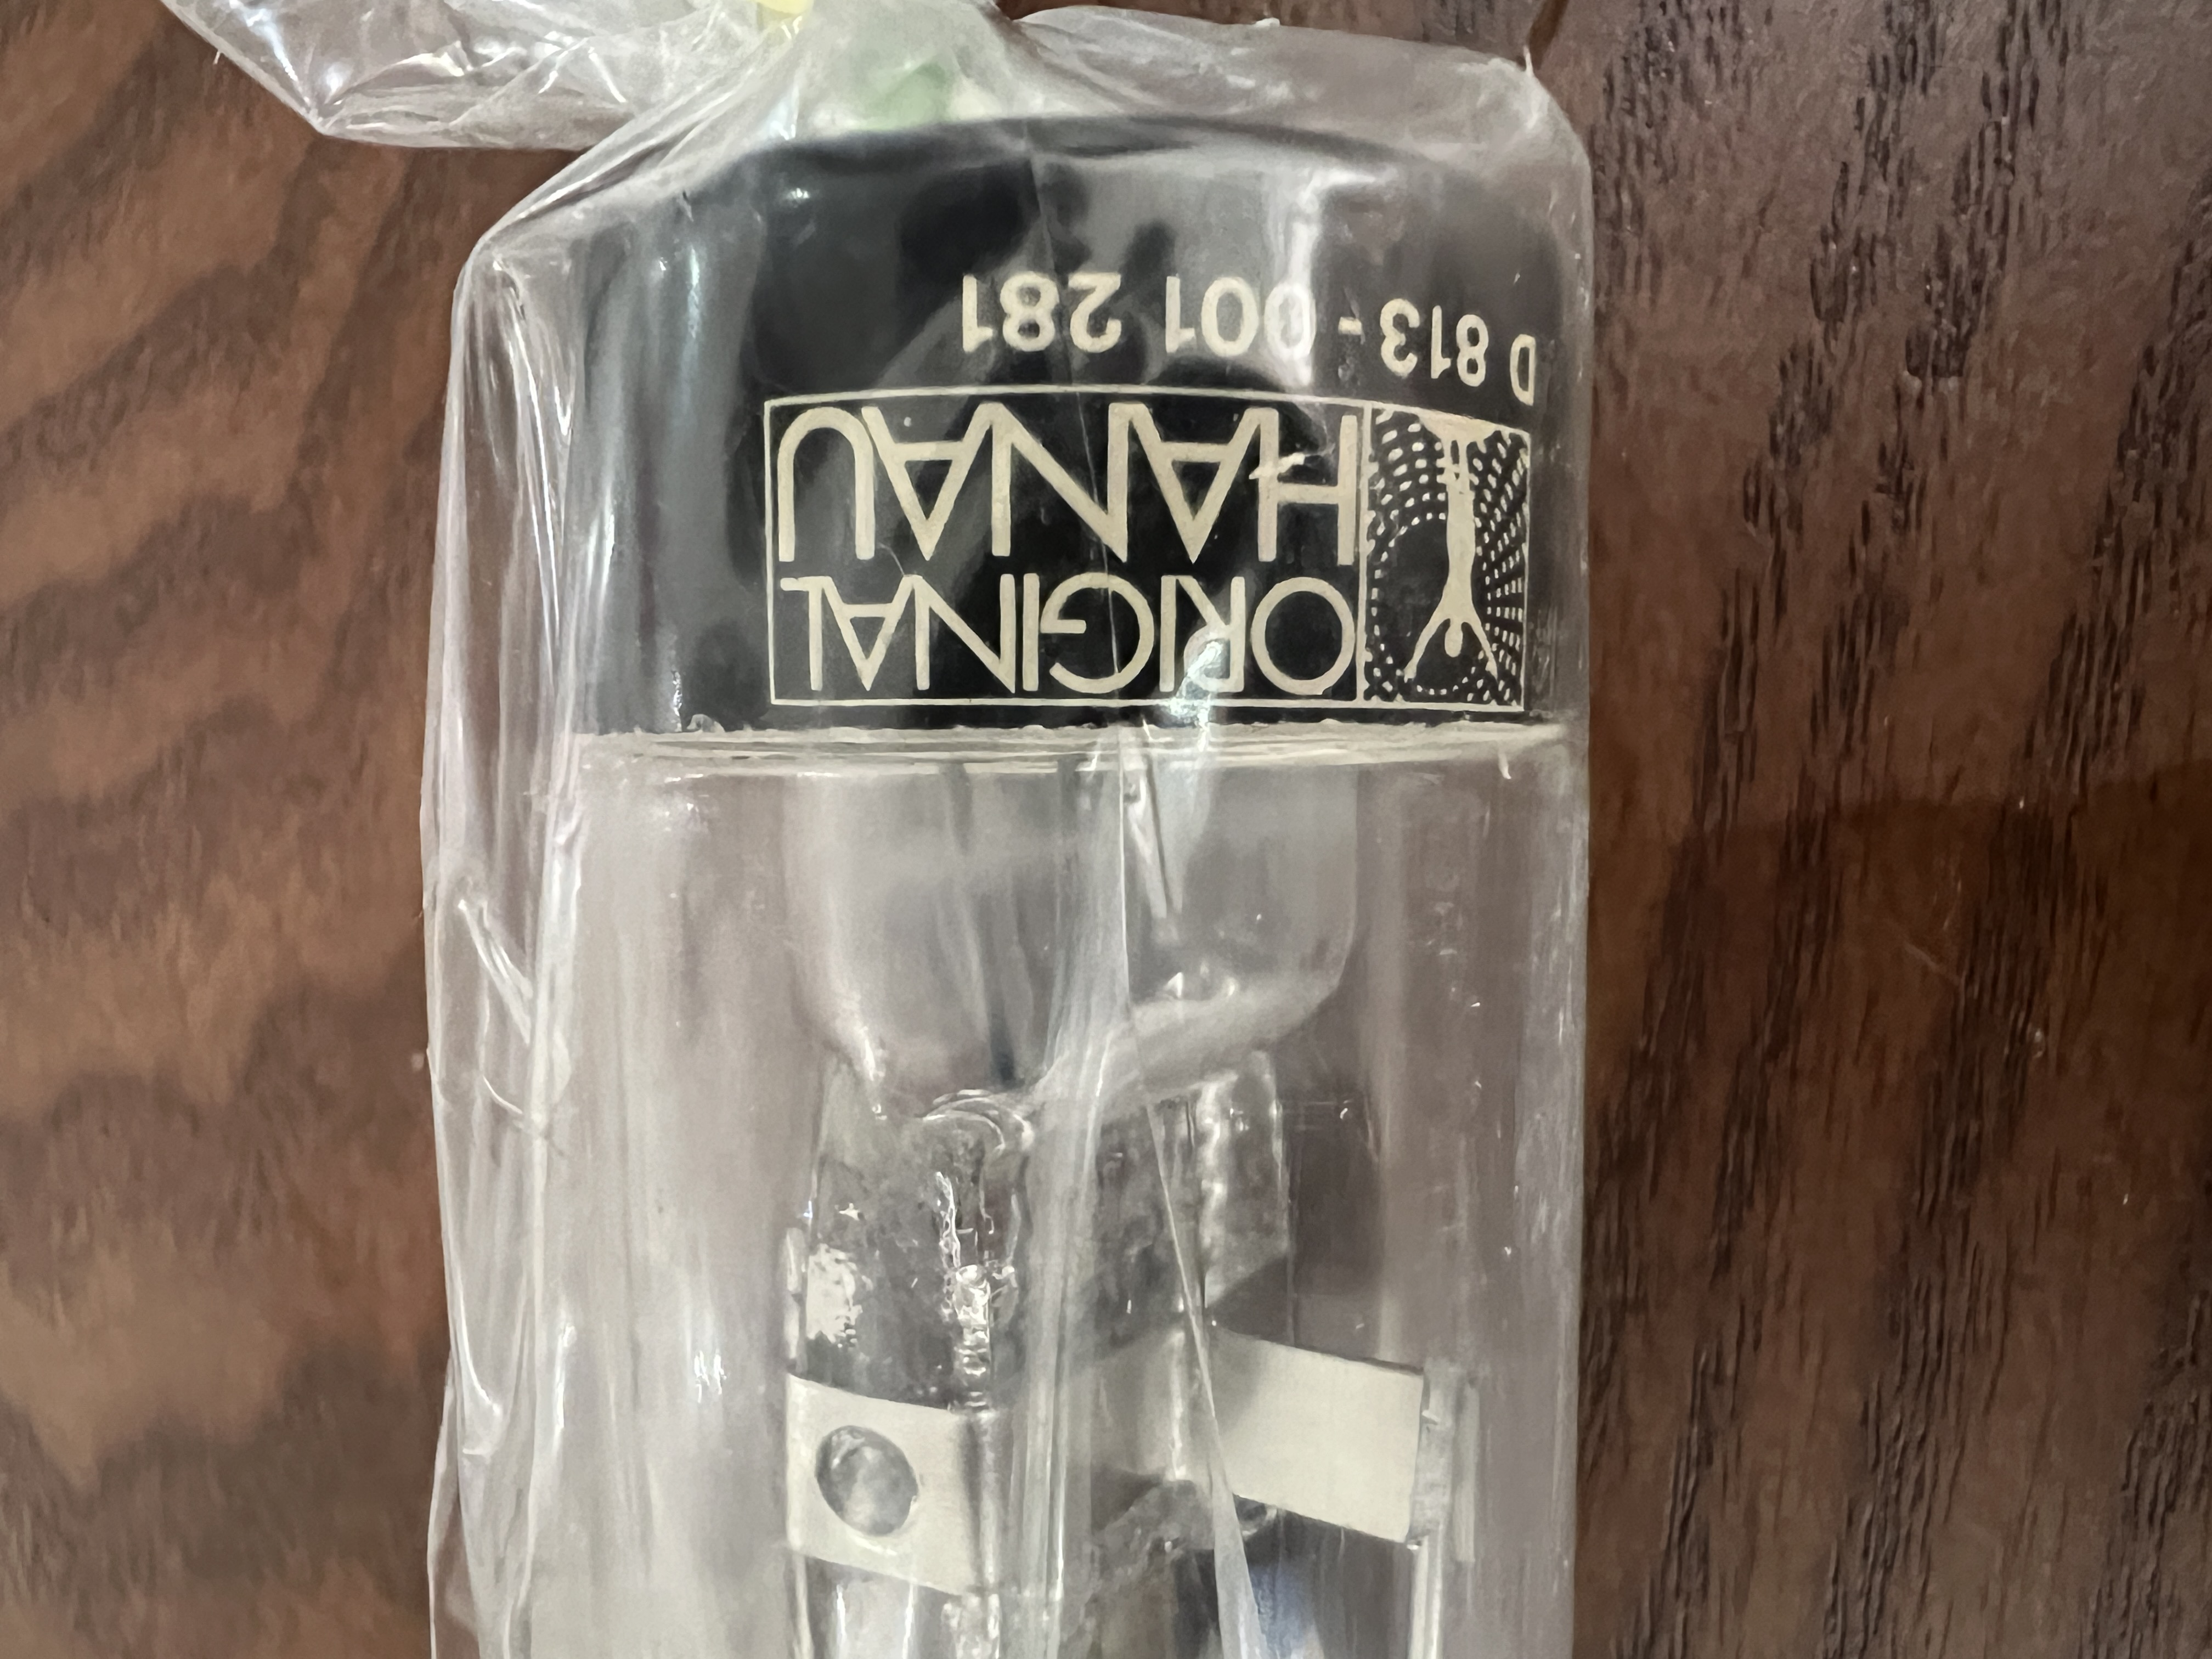 ORIGINAL
HANAU
D 813 - 001 281